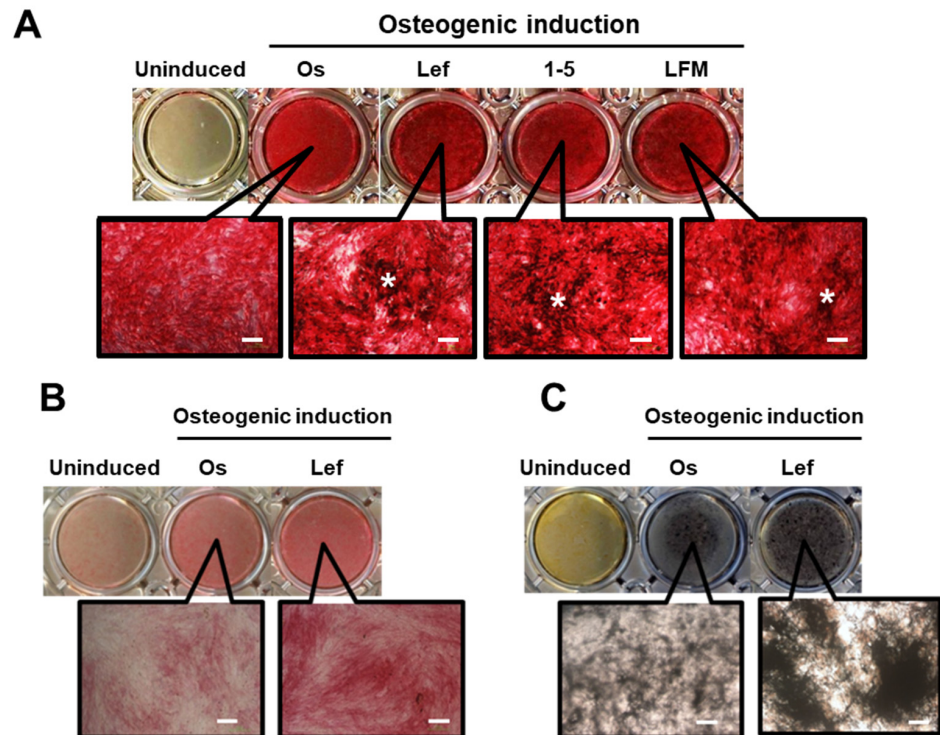 A
Osteogenic induction
Uninduced Os Lef 1-5 LFM
*
*
*
B
Osteogenic induction
Uninduced Os Lef
C
Osteogenic induction
Uninduced Os Lef